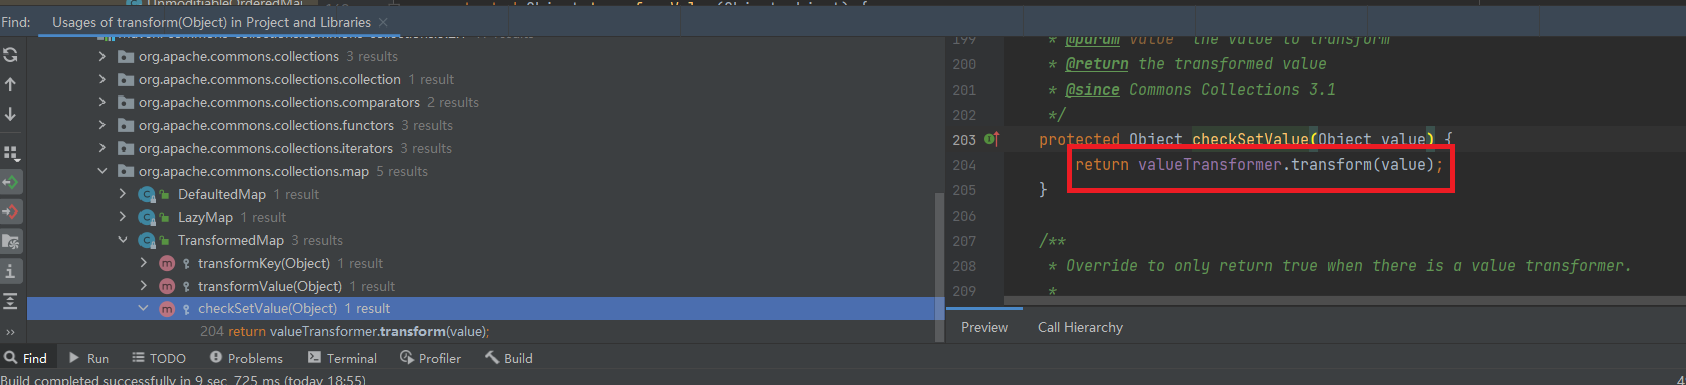 UnmodifiableOrderedMap
Find: Usages of transform(Object) in Project and Libraries
org.apache.commons.collections 3 results
org.apache.commons.collections.collection 1 result
org.apache.commons.collections.comparators 2 results
org.apache.commons.collections.functors 3 results
org.apache.commons.collections.iterators 3 results
org.apache.commons.collections.map 5 results
DefaultedMap 1 result
LazyMap 1 result
TransformedMap 3 results
transformKey(Object) 1 result
transformValue(Object) 1 result
checkSetValue(Object) 1 result
204 return valueTransformer.transform(value);
199 * @param value the value to transform
200 * @return the transformed value
201 * @since Commons Collections 3.1
202 */
203 protected Object checkSetValue(Object value) {
204 return valueTransformer.transform(value);
205 }
206
207 /**
208 * Override to only return true when there is a value transformer.
209 *
Preview Call Hierarchy
Find Run TODO Problems Terminal Profiler Build
Build completed successfully in 9 sec, 725 ms (today 18:55)